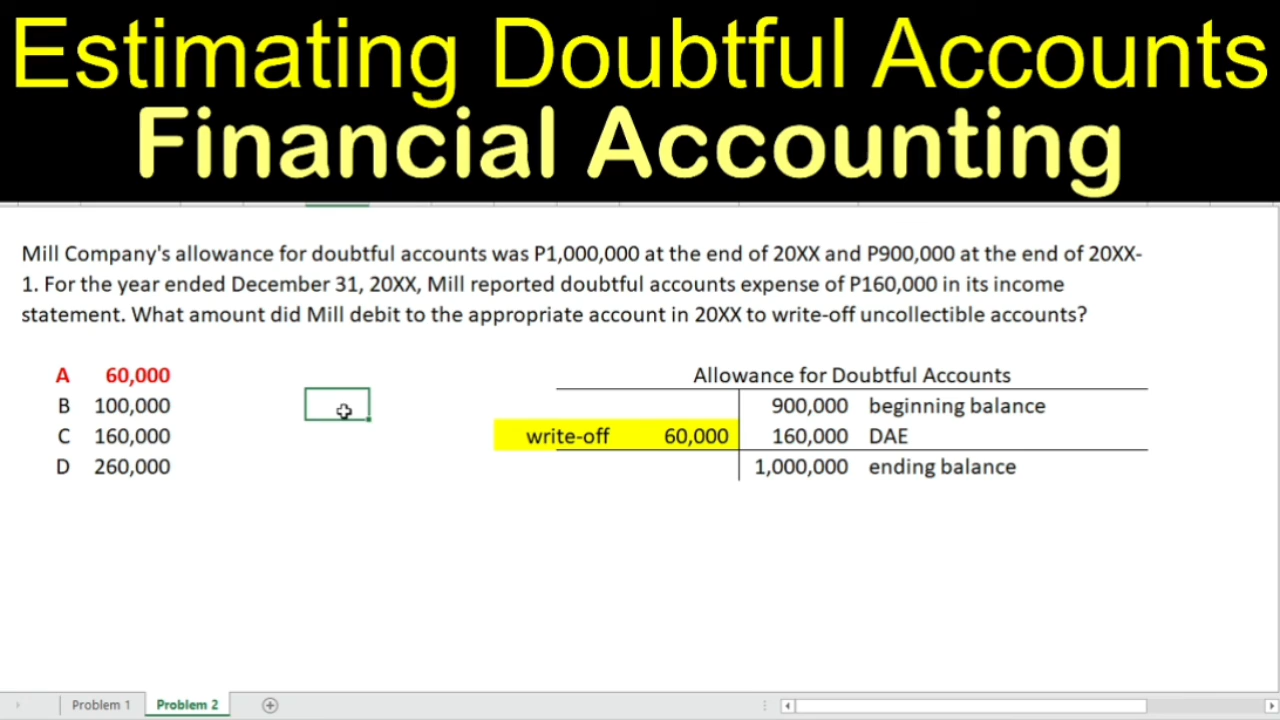 Estimating Doubtful Accounts
Financial Accounting
Mill Company's allowance for doubtful accounts was P1,000,000 at the end of 20XX and P900,000 at the end of 20XX-
1. For the year ended December 31, 20XX, Mill reported doubtful accounts expense of P160,000 in its income
statement. What amount did Mill debit to the appropriate account in 20XX to write-off uncollectible accounts?
A 60,000
B 100,000
C 160,000
D 260,000
Allowance for Doubtful Accounts
900,000 beginning balance
write-off 60,000 160,000 DAE
1,000,000 ending balance
Problem 1 Problem 2